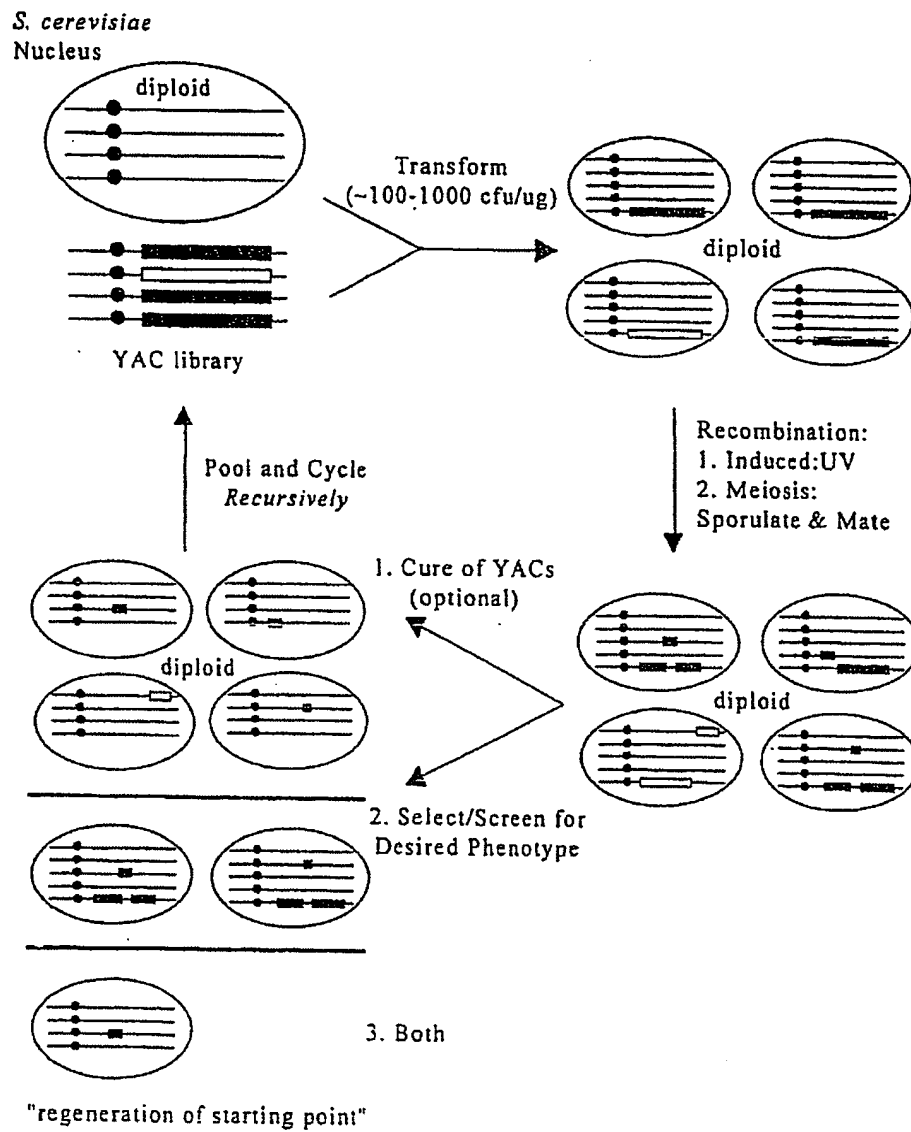 S. cerevisiae
Nucleus
diploid
Transform
(~100-1000 cfu/ug)
diploid
YAC library
Recombination:
1. Induced:UV
2. Meiosis:
Sporulate & Mate
Pool and Cycle
Recursively
1. Cure of YACs
(optional)
diploid
diploid
2. Select/Screen for
Desired Phenotype
3. Both
"regeneration of starting point"